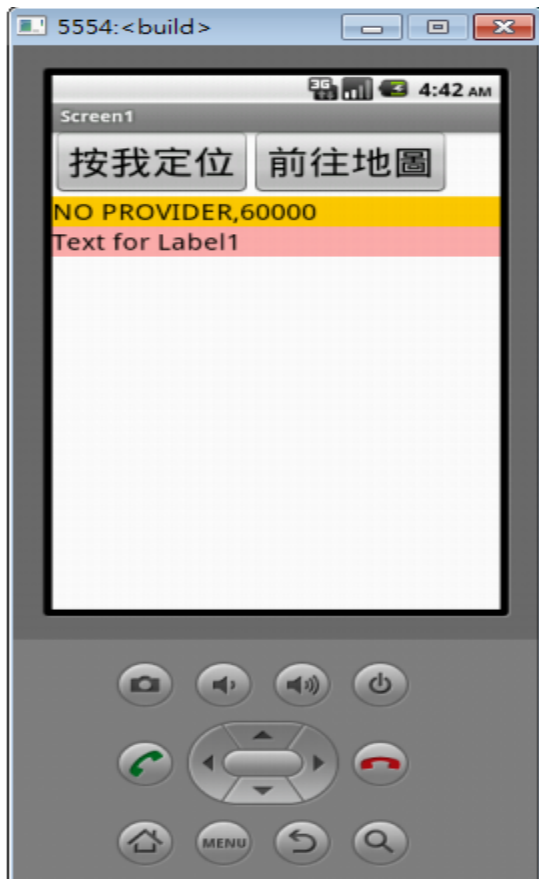 5554:<build>
3G 4:42 AM
Screen1
按我定位 前往地圖
NO PROVIDER,60000
Text for Label1
MENU